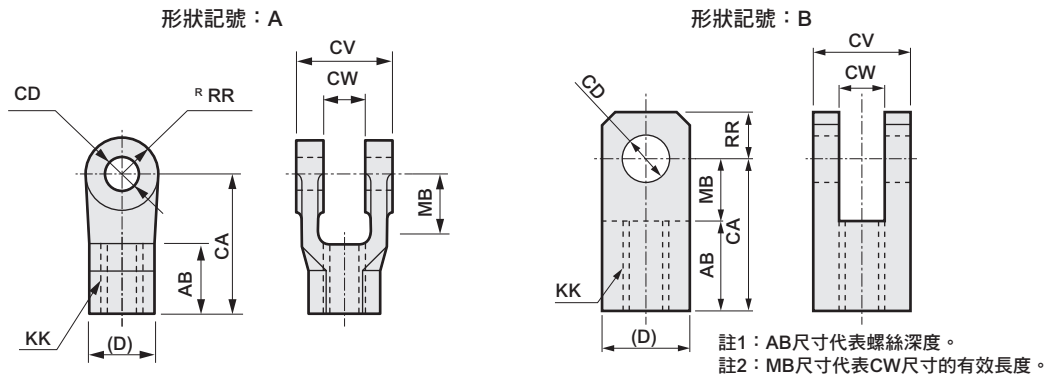 形狀記號：A
CV
CW
CD
R RR
MB
CA
AB
KK
(D)
形狀記號：B
CV
CW
CD
RR
MB
CA
AB
KK
(D)
註1：AB尺寸代表螺絲深度。
註2：MB尺寸代表CW尺寸的有效長度。